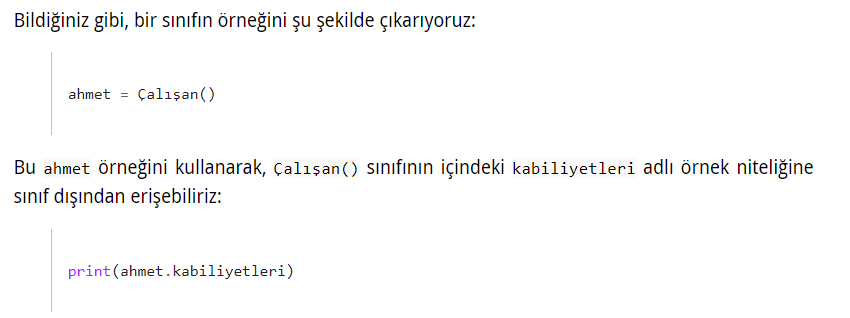 Bildiğiniz gibi, bir sınıfın örneğini şu şekilde çıkarıyoruz:
ahmet = Çalışan()
Bu ahmet örneğini kullanarak, Çalışan() sınıfının içindeki kabiliyetleri adlı örnek niteliğine
sınıf dışından erişebiliriz:
print(ahmet.kabiliyetleri)